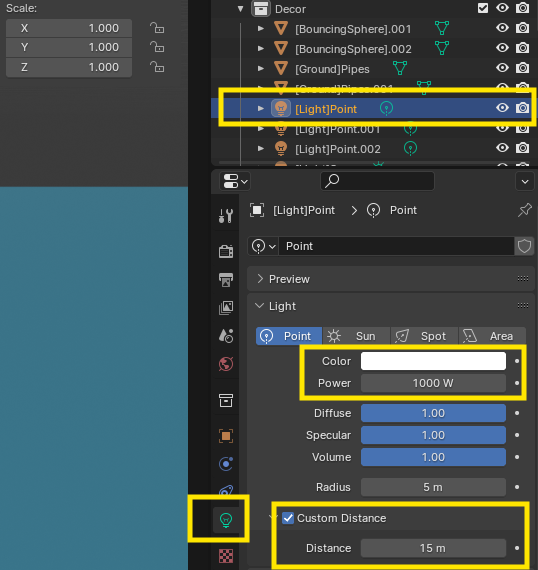 Scale:
X 1.000
Y 1.000
Z 1.000
Decor
[BouncingSphere].001
[BouncingSphere].002
[Ground]Pipes
[Ground]Pipes.001
[Light]Point
[Light]Point.001
[Light]Point.002
[Light]Point Point
Point
Preview
Light
Point Sun Spot Area
Color
Power 1000 W
Diffuse 1.00
Specular 1.00
Volume 1.00
Radius 5 m
Custom Distance
Distance 15 m